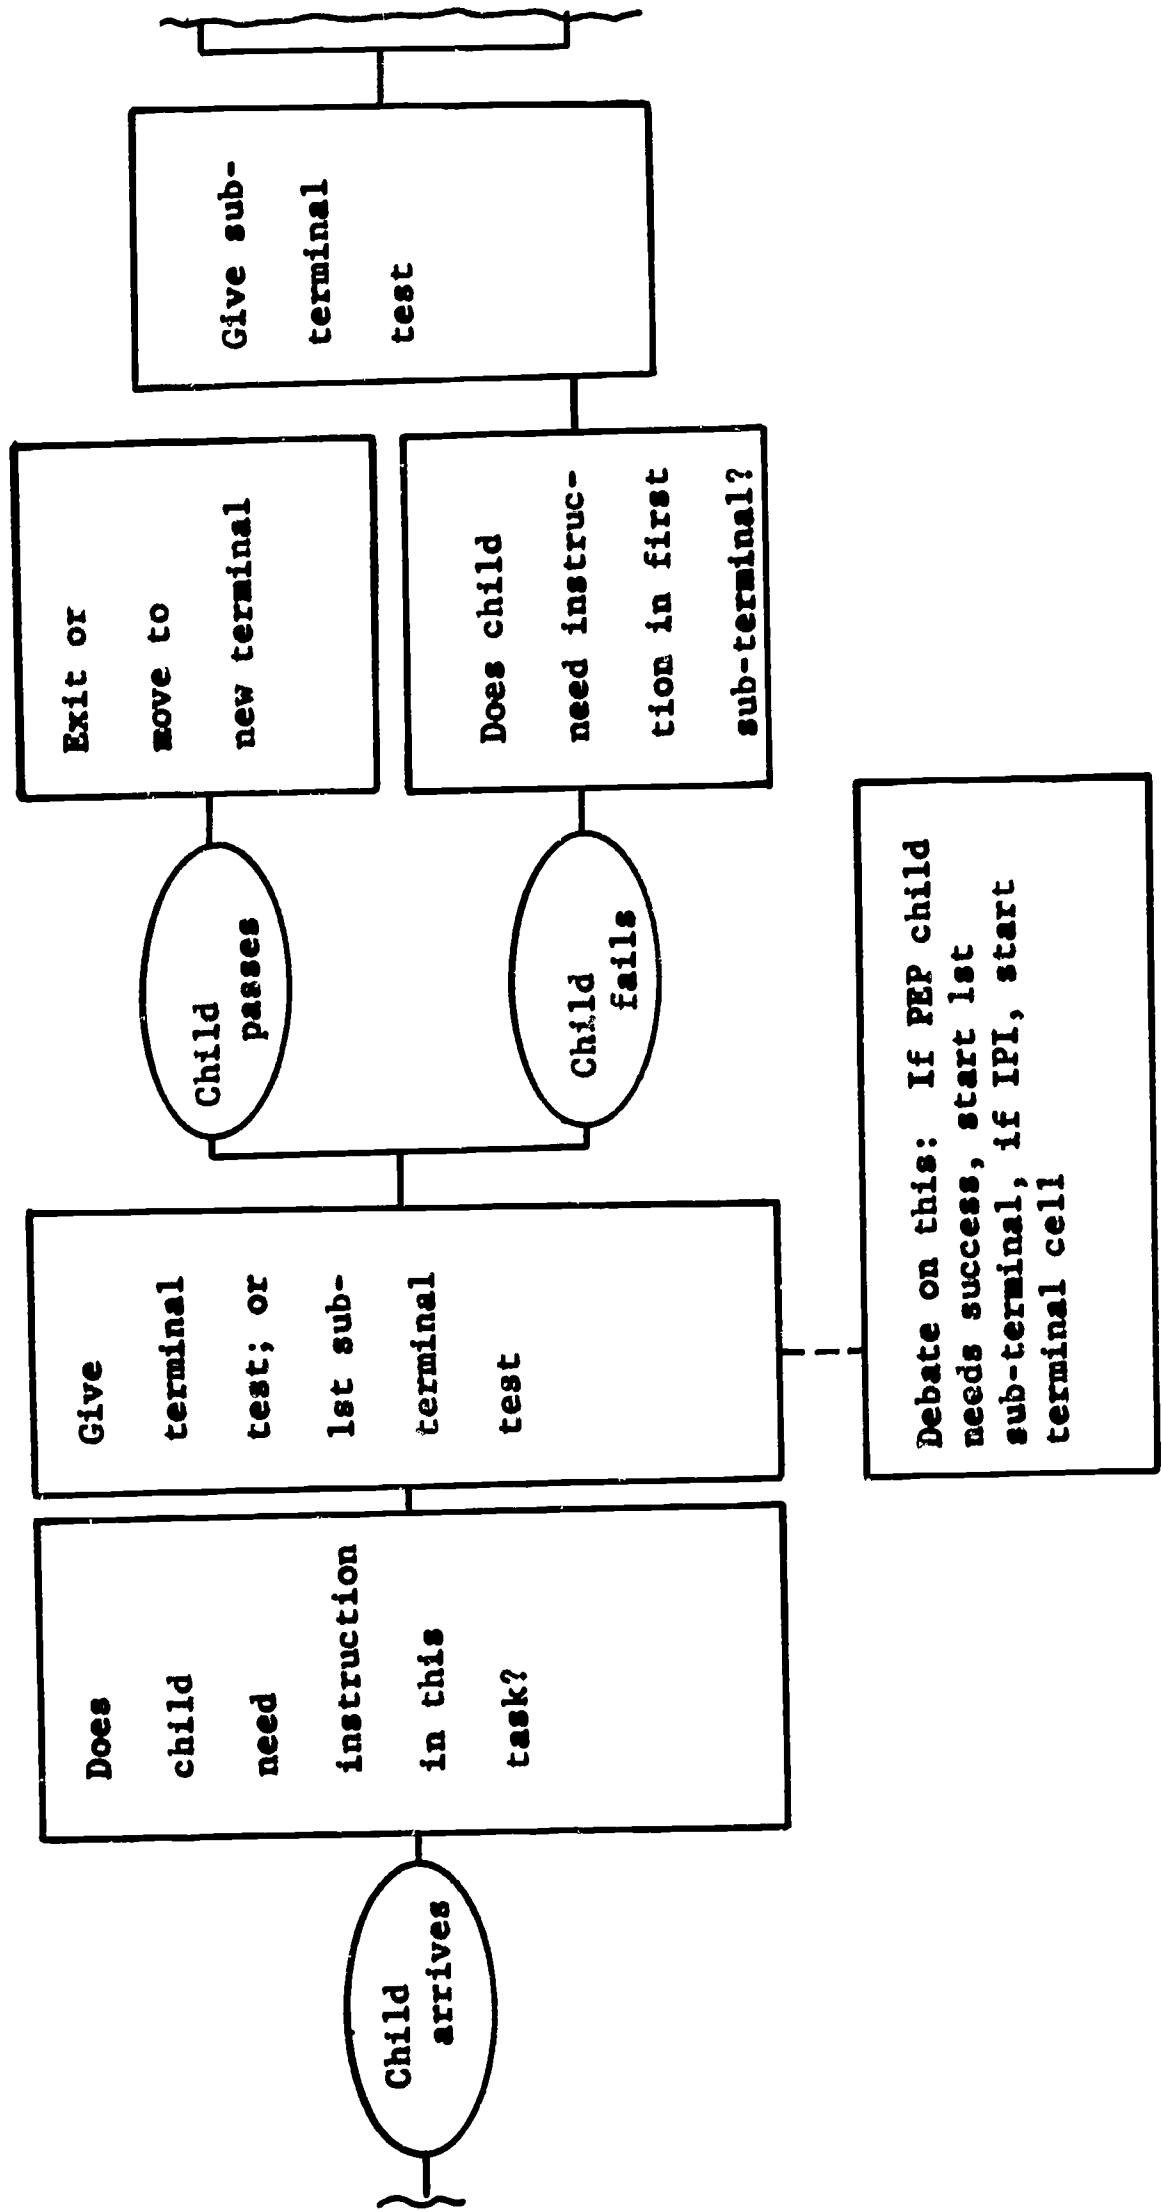 Child
arrives
Does
child
need
instruction
in this
task?
Give
terminal
test; or
1st sub-
terminal
test
Debate on this: If PEP child
needs success, start 1st
sub-terminal, if IPI, start
terminal cell
Child
passes
Child
fails
Exit or
move to
new terminal
Does child
need instruc-
tion in first
sub-terminal?
Give sub-
terminal
test